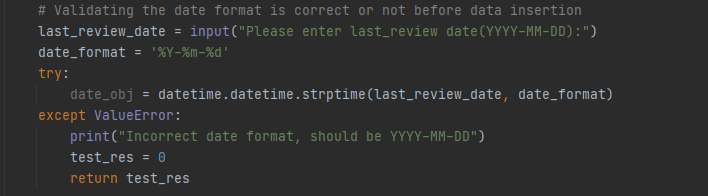 # Validating the date format is correct or not before data insertion
last_review_date = input("Please enter last_review date(YYYY-MM-DD):")
date_format = '%Y-%m-%d'
try:
    date_obj = datetime.datetime.strptime(last_review_date, date_format)
except ValueError:
    print("Incorrect date format, should be YYYY-MM-DD")
    test_res = 0
    return test_res